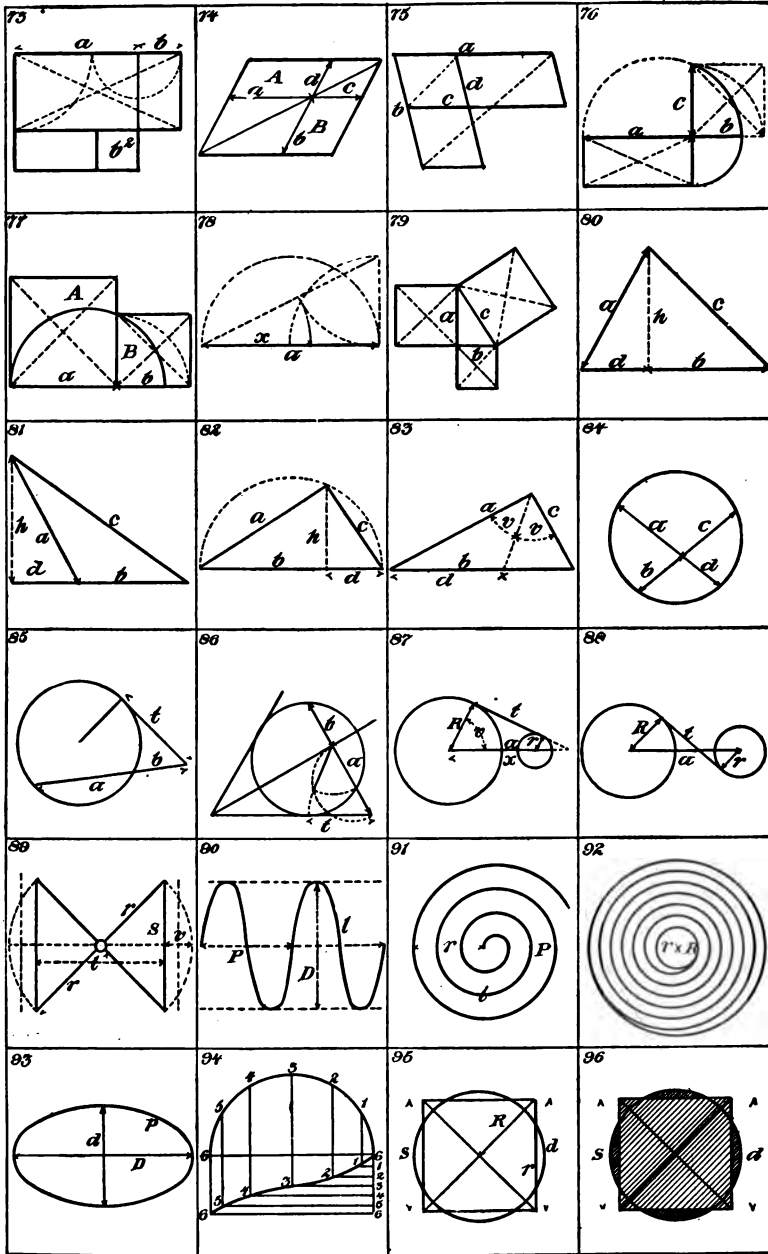 73 74 75 76
a b
b²
A d
a c
b B
a
d
b c
c
a b
77 78 79 80
A
B
a b
x
a
a c
b
a h c
d b
81 82 83 84
h a c
d b
a h c
b d
a v v c
b
d
a c
b d
85 86 87 88
t
b
a
b
a
t
R v t
a r
x
R t
a r
89 90 91 92
r s v
t
r
P l
D
r P
l
r × R
93 94 95 96
d P
D
3
4 2
5 1
6 6
1 1
2 2
3 3
4 4
5 5
6 6
R
S r d
S d